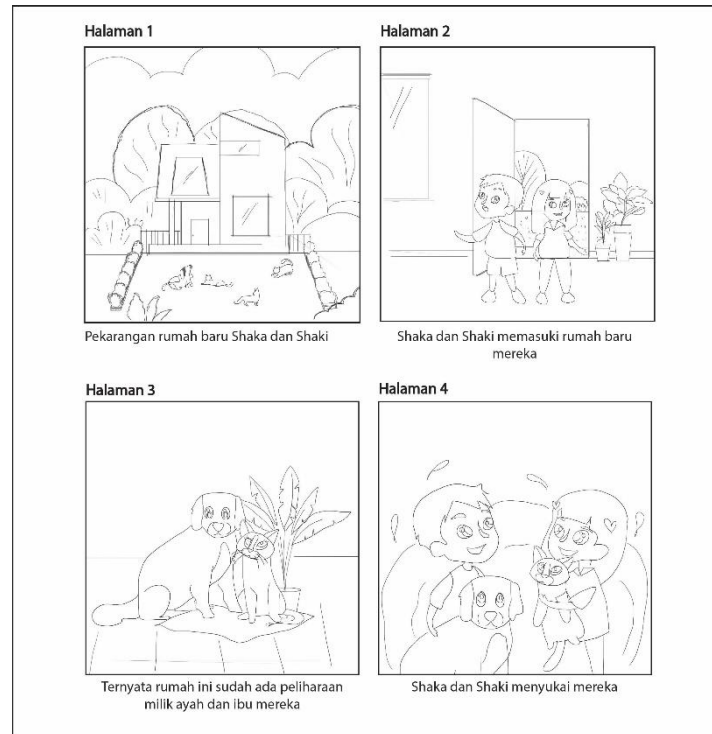 Halaman 1
Halaman 2
Pekarangan rumah baru Shaka dan Shaki
Shaka dan Shaki memasuki rumah baru
mereka
Halaman 3
Halaman 4
Ternyata rumah ini sudah ada peliharaan
milik ayah dan ibu mereka
Shaka dan Shaki menyukai mereka